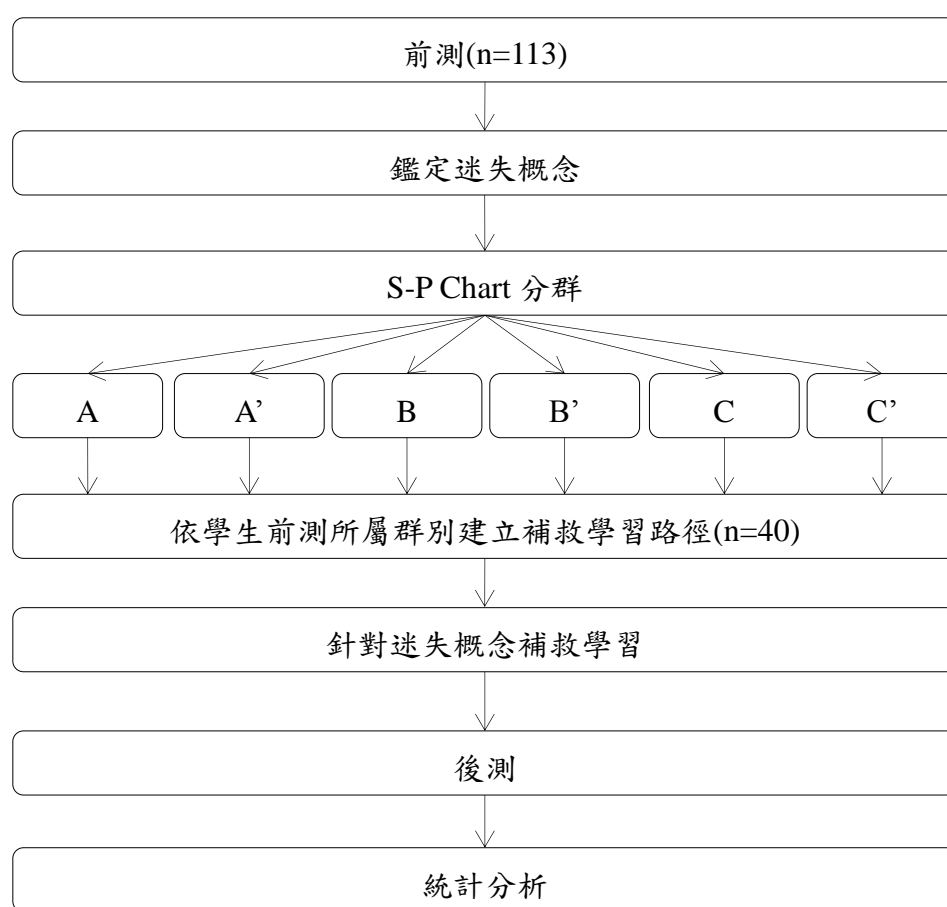 前測(n=113)
鑑定迷失概念
S-P Chart 分群
A A’ B B’ C C’
依學生前測所屬群別建立補救學習路徑(n=40)
針對迷失概念補救學習
後測
統計分析